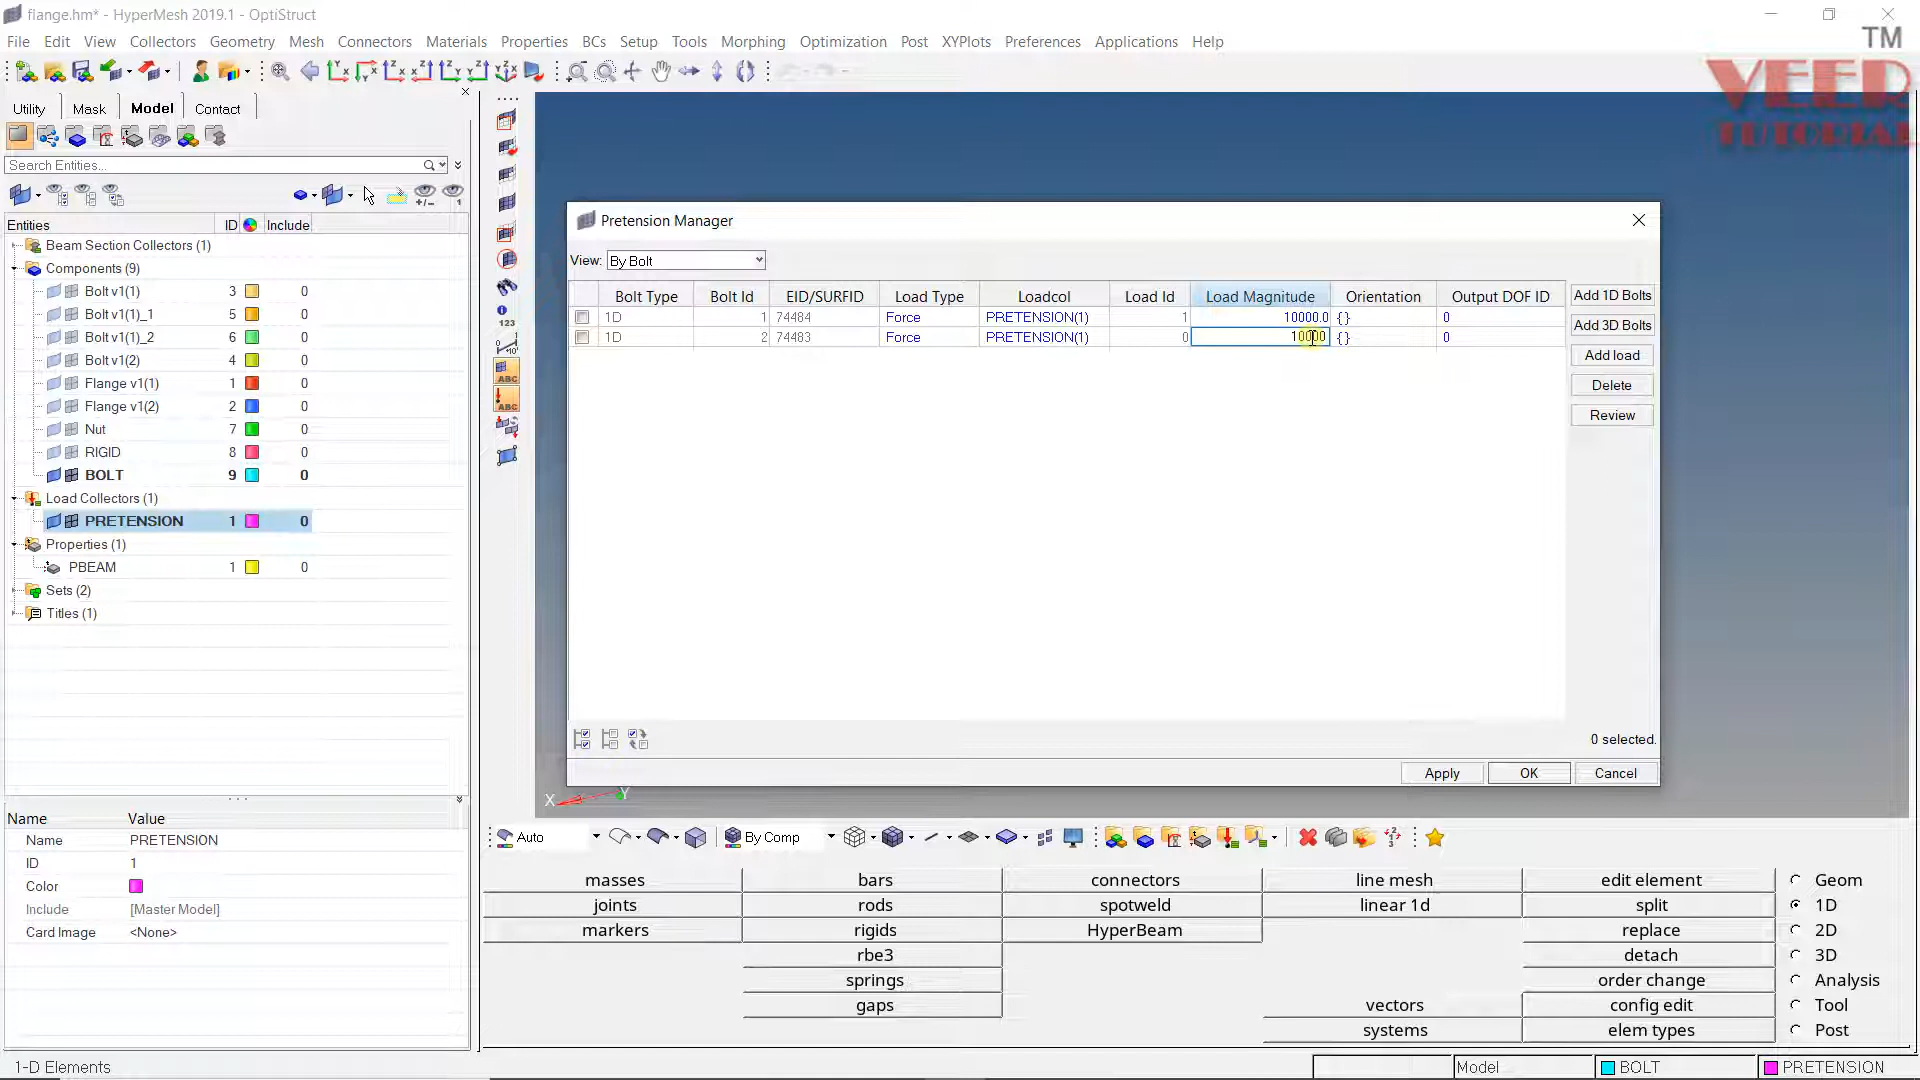 flange.hm* - HyperMesh 2019.1 - OptiStruct
File Edit View Collectors Geometry Mesh Connectors Materials Properties BCs Setup Tools Morphing Optimization Post XYPlots Preferences Applications Help
TM
VEER
TUTORIAL
Utility Mask Model Contact
Search Entities...
Entities ID Include
Beam Section Collectors (1)
Components (9)
Bolt v1(1) 3 0
Bolt v1(1)_1 5 0
Bolt v1(1)_2 6 0
Bolt v1(2) 4 0
Flange v1(1) 1 0
Flange v1(2) 2 0
Nut 7 0
RIGID 8 0
BOLT 9 0
Load Collectors (1)
PRETENSION 1 0
Properties (1)
PBEAM 1 0
Sets (2)
Titles (1)
Name Value
Name PRETENSION
ID 1
Color
Include [Master Model]
Card Image <None>
123
ABC
ABC
Pretension Manager
View: By Bolt
Bolt Type Bolt Id EID/SURFID Load Type Loadcol Load Id Load Magnitude Orientation Output DOF ID
1D 1 74484 Force PRETENSION(1) 1 10000.0 {} 0
1D 2 74483 Force PRETENSION(1) 0 10000 {} 0
Add 1D Bolts
Add 3D Bolts
Add load
Delete
Review
0 selected.
Apply OK Cancel
X Y
Auto By Comp
masses bars connectors line mesh edit element Geom
joints rods spotweld linear 1d split 1D
markers rigids HyperBeam replace 2D
rbe3 detach 3D
springs order change Analysis
gaps vectors config edit Tool
systems elem types Post
1-D Elements Model BOLT PRETENSION